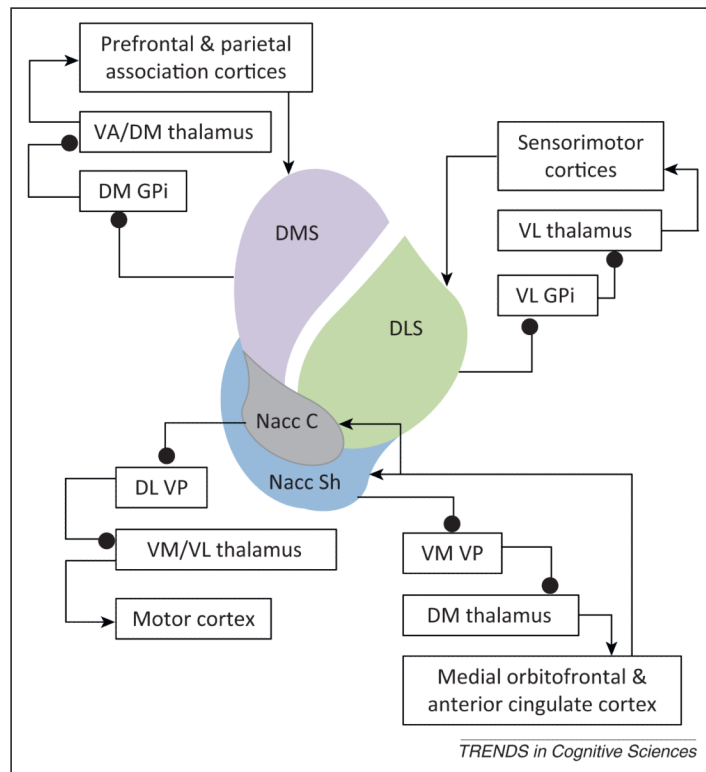 Prefrontal & parietal
association cortices
VA/DM thalamus
DM GPi
DMS
Sensorimotor
cortices
VL thalamus
VL GPi
DLS
Nacc C
Nacc Sh
DL VP
VM/VL thalamus
Motor cortex
VM VP
DM thalamus
Medial orbitofrontal &
anterior cingulate cortex
TRENDS in Cognitive Sciences